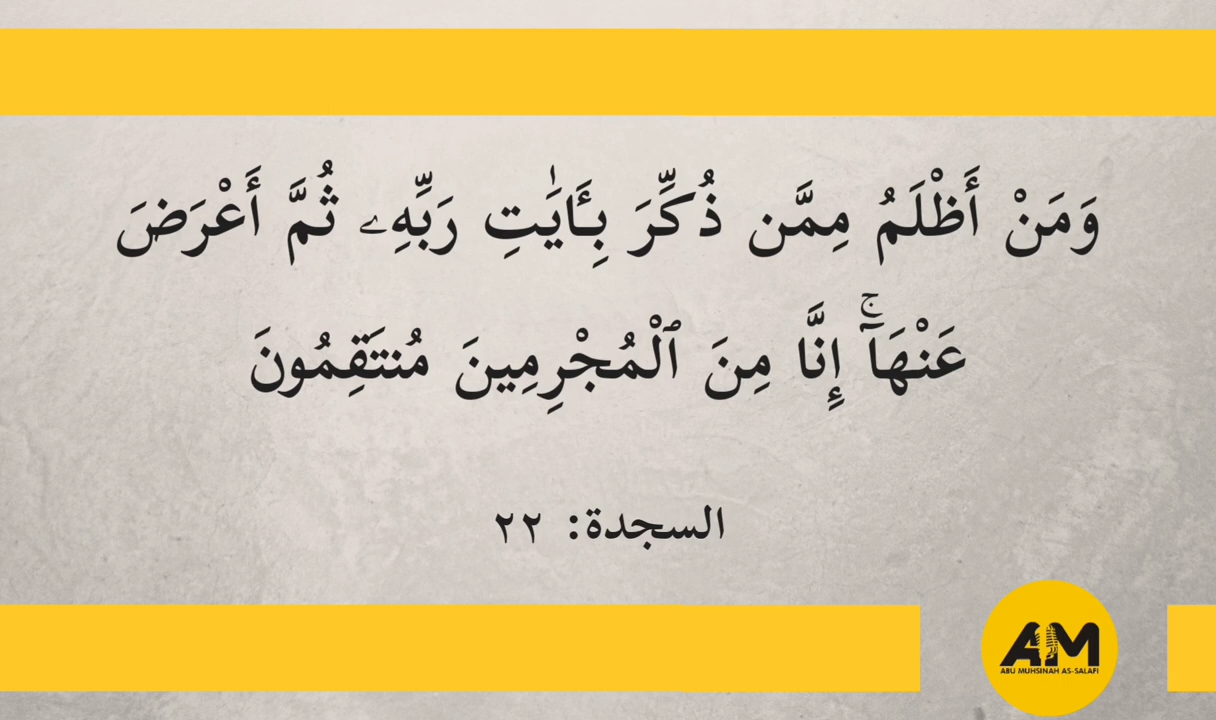 وَمَنْ أَظْلَمُ مِمَّن ذُكِّرَ بِـَٔايَٰتِ رَبِّهِۦ ثُمَّ أَعْرَضَ
عَنْهَآ ۚ إِنَّا مِنَ ٱلْمُجْرِمِينَ مُنتَقِمُونَ
السجدة: ٢٢
AM
ABU MUHSINAH AS-SALAFI